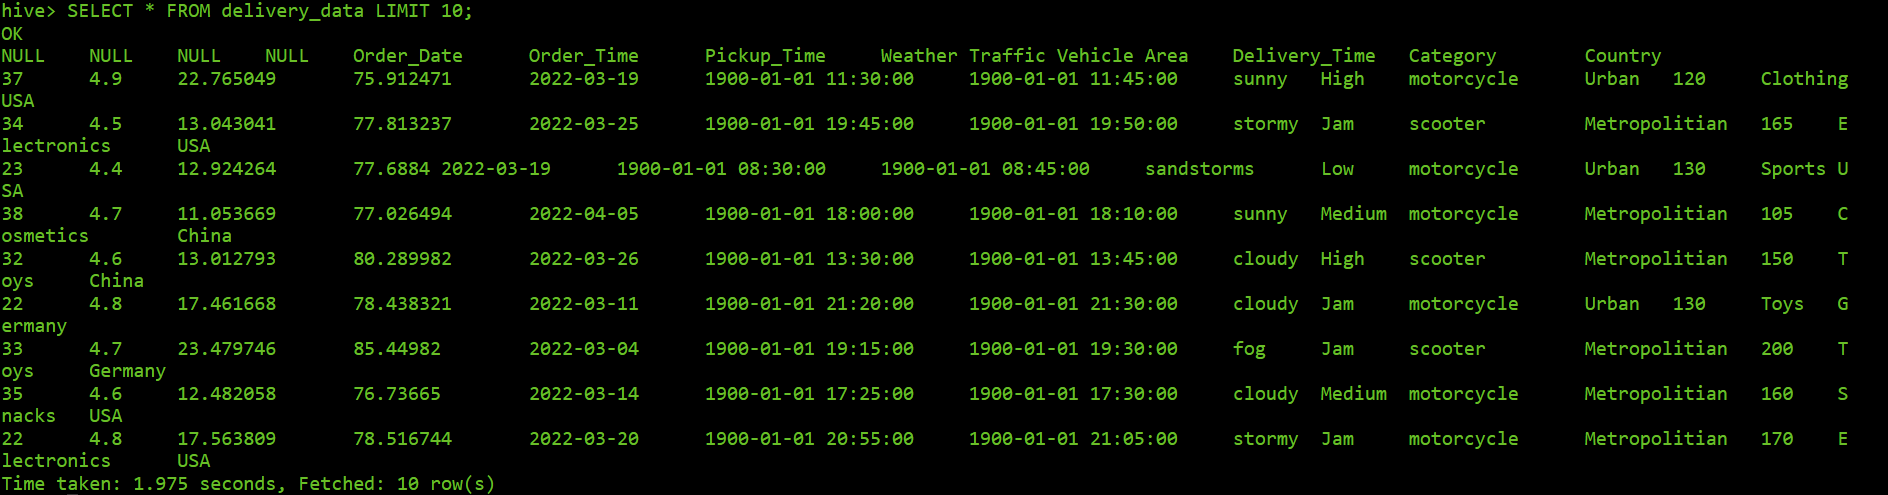 hive> SELECT * FROM delivery_data LIMIT 10;
OK
NULL    NULL    NULL    NULL    Order_Date      Order_Time      Pickup_Time     Weather Traffic Vehicle Area    Delivery_Time   Category        Country
37      4.9     22.765049       75.912471       2022-03-19      1900-01-01 11:30:00     1900-01-01 11:45:00     sunny   High    motorcycle      Urban   120     Clothing
USA
34      4.5     13.043041       77.813237       2022-03-25      1900-01-01 19:45:00     1900-01-01 19:50:00     stormy  Jam     scooter         Metropolitian   165     E
lectronics      USA
23      4.4     12.924264       77.6884 2022-03-19      1900-01-01 08:30:00     1900-01-01 08:45:00     sandstorms      Low     motorcycle      Urban   130     Sports U
SA
38      4.7     11.053669       77.026494       2022-04-05      1900-01-01 18:00:00     1900-01-01 18:10:00     sunny   Medium  motorcycle      Metropolitian   105     C
osmetics        China
32      4.6     13.012793       80.289982       2022-03-26      1900-01-01 13:30:00     1900-01-01 13:45:00     cloudy  High    scooter         Metropolitian   150     T
oys     China
22      4.8     17.461668       78.438321       2022-03-11      1900-01-01 21:20:00     1900-01-01 21:30:00     cloudy  Jam     motorcycle      Urban   130     Toys    G
ermany
33      4.7     23.479746       85.44982        2022-03-04      1900-01-01 19:15:00     1900-01-01 19:30:00     fog     Jam     scooter         Metropolitian   200     T
oys     Germany
35      4.6     12.482058       76.73665        2022-03-14      1900-01-01 17:25:00     1900-01-01 17:30:00     cloudy  Medium  motorcycle      Metropolitian   160     S
nacks   USA
22      4.8     17.563809       78.516744       2022-03-20      1900-01-01 20:55:00     1900-01-01 21:05:00     stormy  Jam     motorcycle      Metropolitian   170     E
lectronics      USA
Time taken: 1.975 seconds, Fetched: 10 row(s)